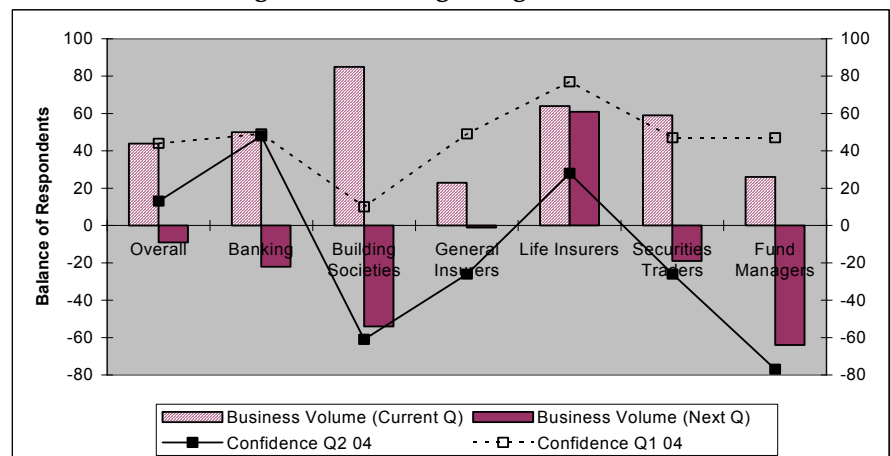 100 100
80 80
60 60
40 40
20 20
0 0
-20 -20
-40 -40
-60 -60
-80 -80
Balance of Respondents
Overall Banking Building Societies General Insurers Life Insurers Securities Traders Fund Managers
Business Volume (Current Q) Business Volume (Next Q)
Confidence Q2 04 Confidence Q1 04